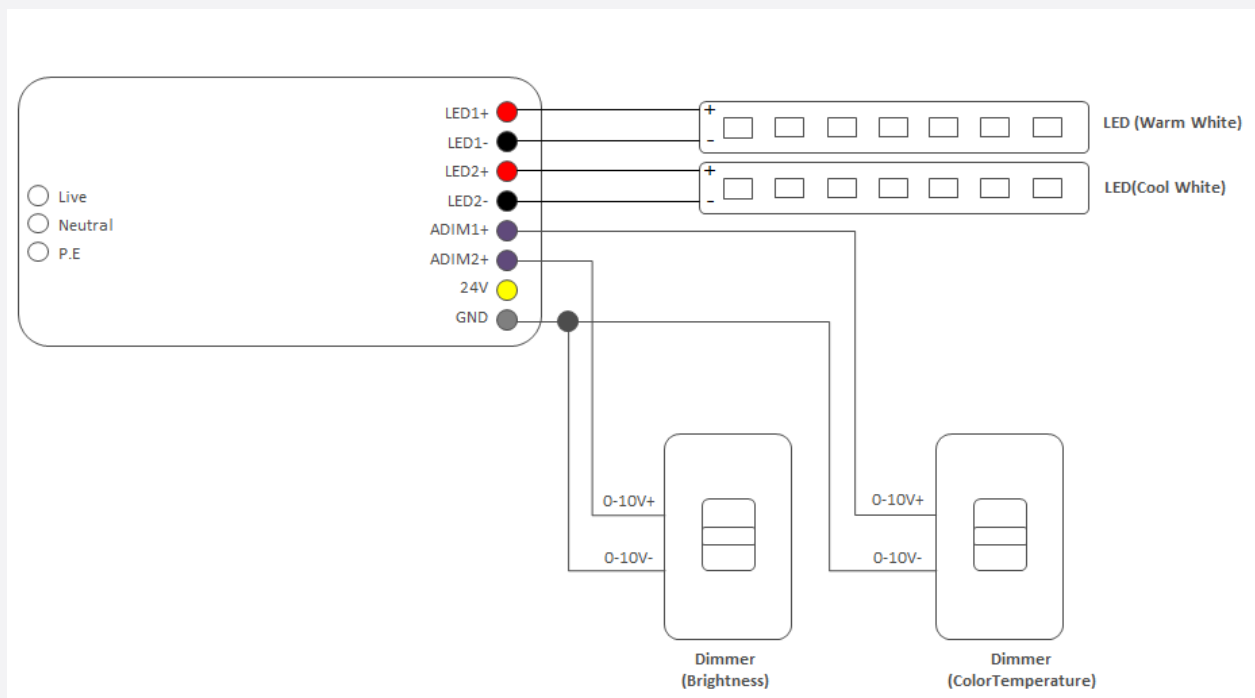 LED1+
LED1-
LED2+
LED2-
ADIM1+
ADIM2+
24V
GND
Live
Neutral
P.E
+
-
LED (Warm White)
+
-
LED(Cool White)
0-10V+
0-10V-
Dimmer
(Brightness)
0-10V+
0-10V-
Dimmer
(ColorTemperature)